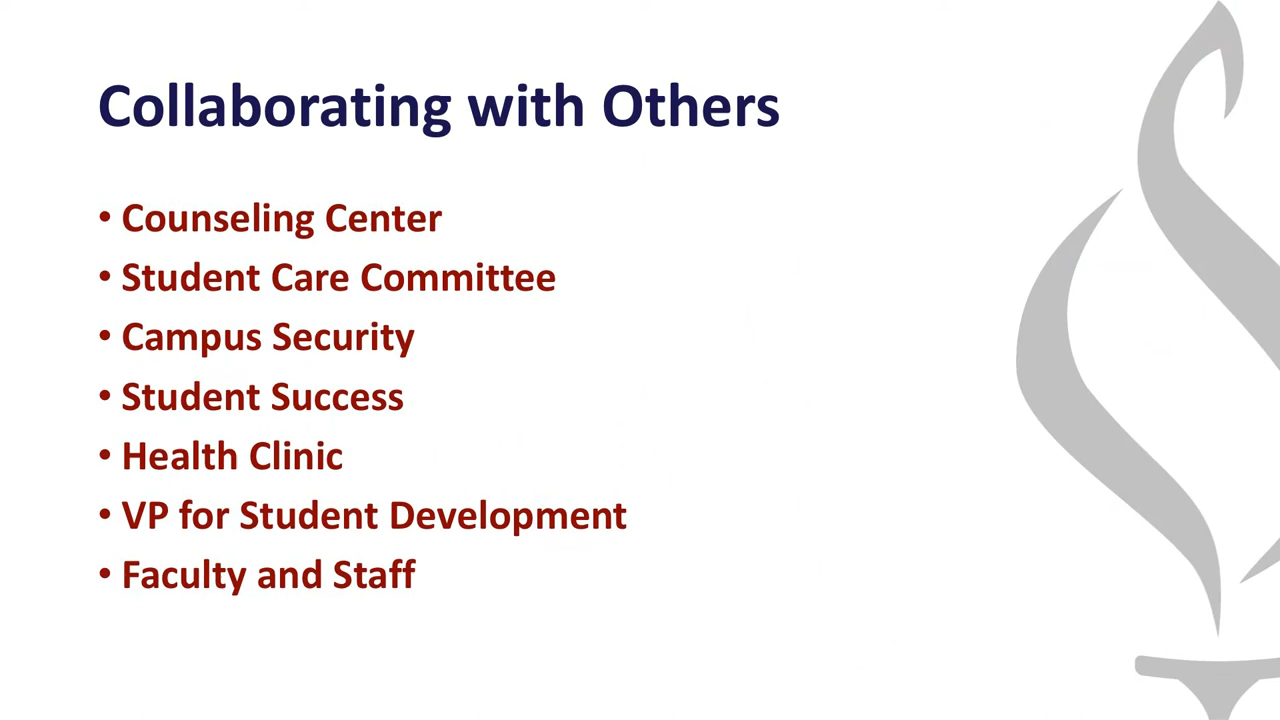 Collaborating with Others
• Counseling Center
• Student Care Committee
• Campus Security
• Student Success
• Health Clinic
• VP for Student Development
• Faculty and Staff